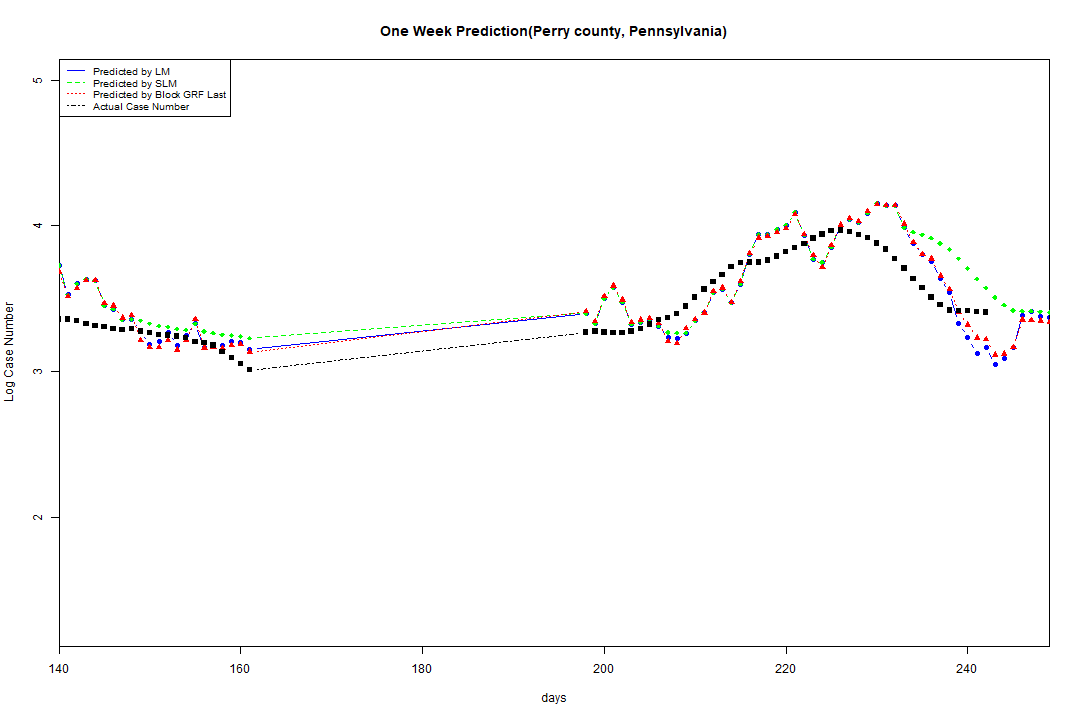 One Week Prediction(Perry county, Pennsylvania)
Predicted by LM
Predicted by SLM
Predicted by Block GRF Last
Actual Case Number
5
4
3
2
Log Case Number
140 160 180 200 220 240
days